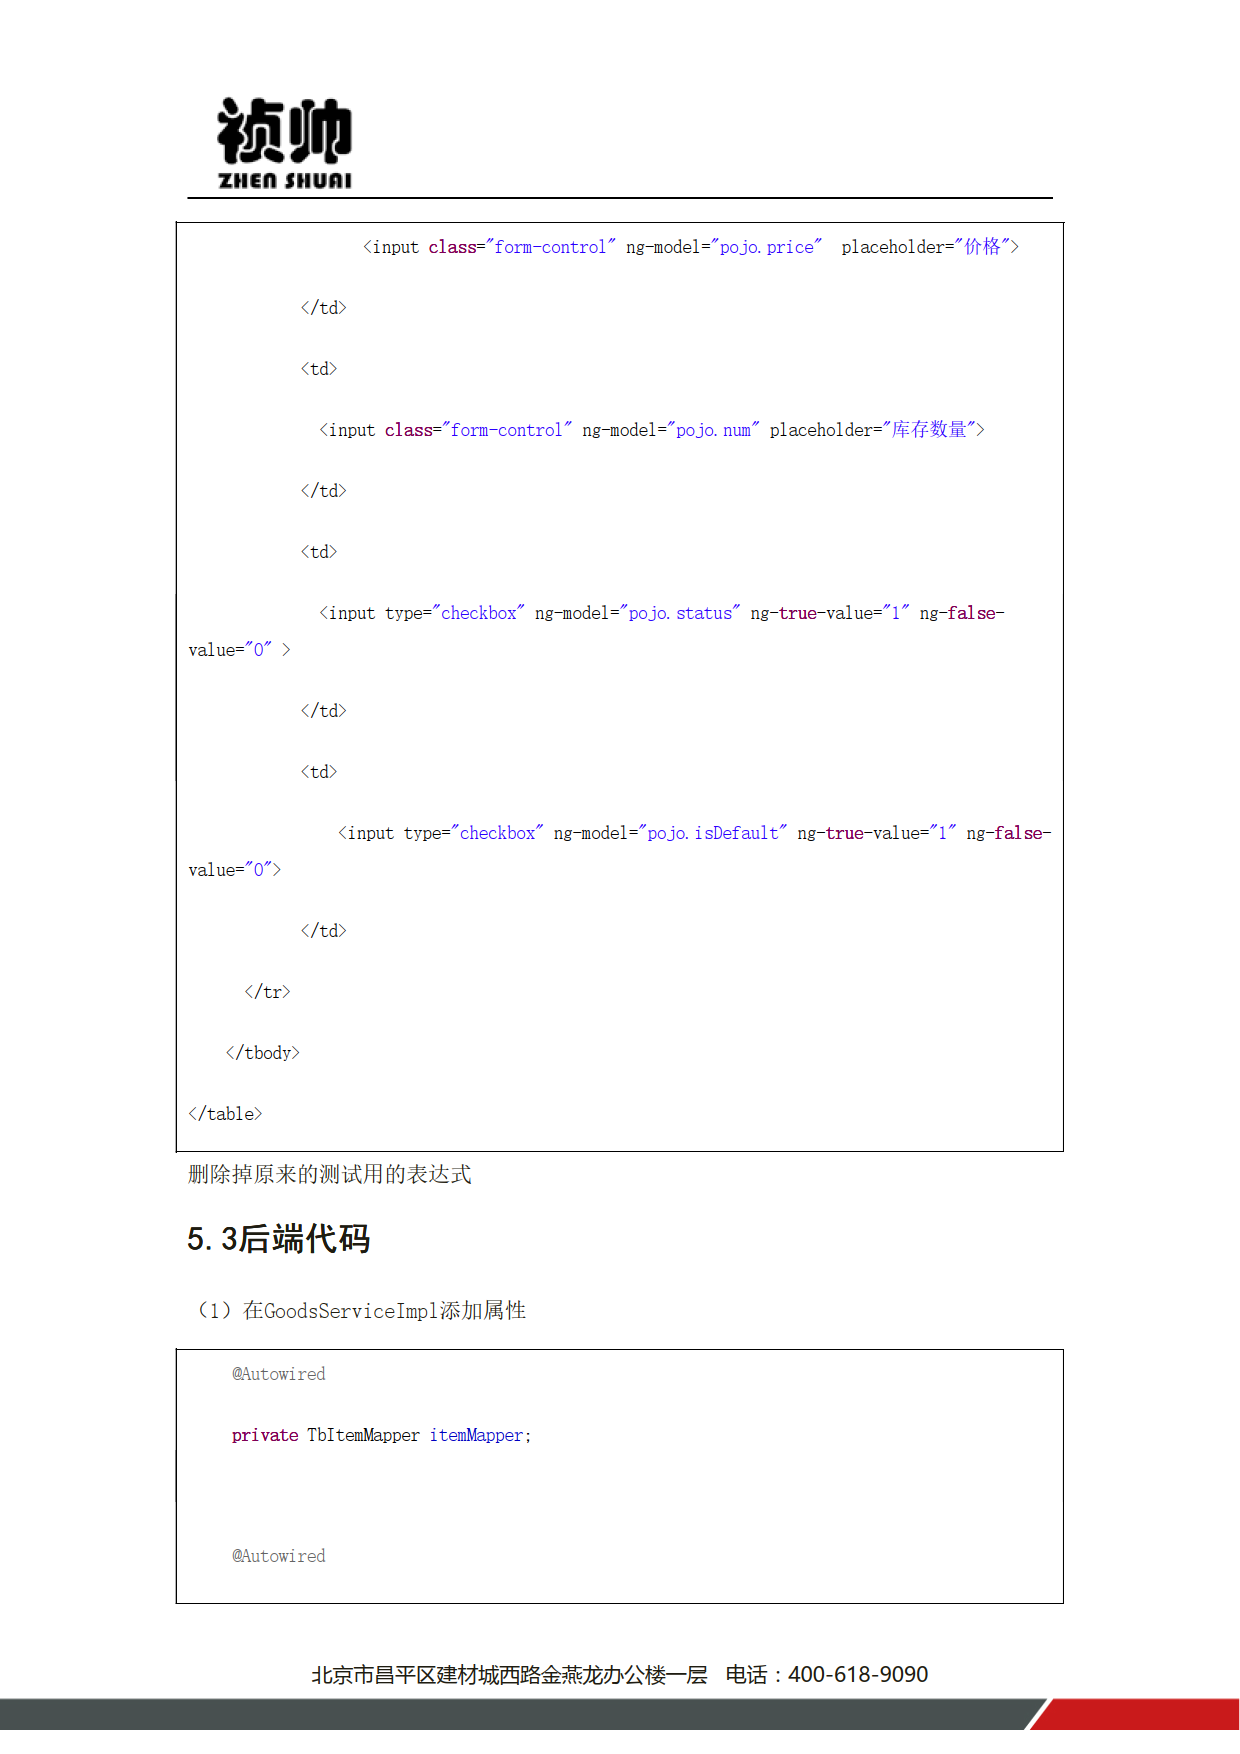 祯帅
ZHEN SHUAI
<input class="form-control" ng-model="pojo.price"  placeholder="价格">
</td>
<td>
<input class="form-control" ng-model="pojo.num" placeholder="库存数量">
</td>
<td>
<input type="checkbox" ng-model="pojo.status" ng-true-value="1" ng-false-
value="0" >
</td>
<td>
<input type="checkbox" ng-model="pojo.isDefault" ng-true-value="1" ng-false-
value="0">
</td>
</tr>
</tbody>
</table>
删除掉原来的测试用的表达式
5.3后端代码
（1）在GoodsServiceImpl添加属性
@Autowired
private TbItemMapper itemMapper;
@Autowired
北京市昌平区建材城西路金燕龙办公楼一层   电话：400-618-9090